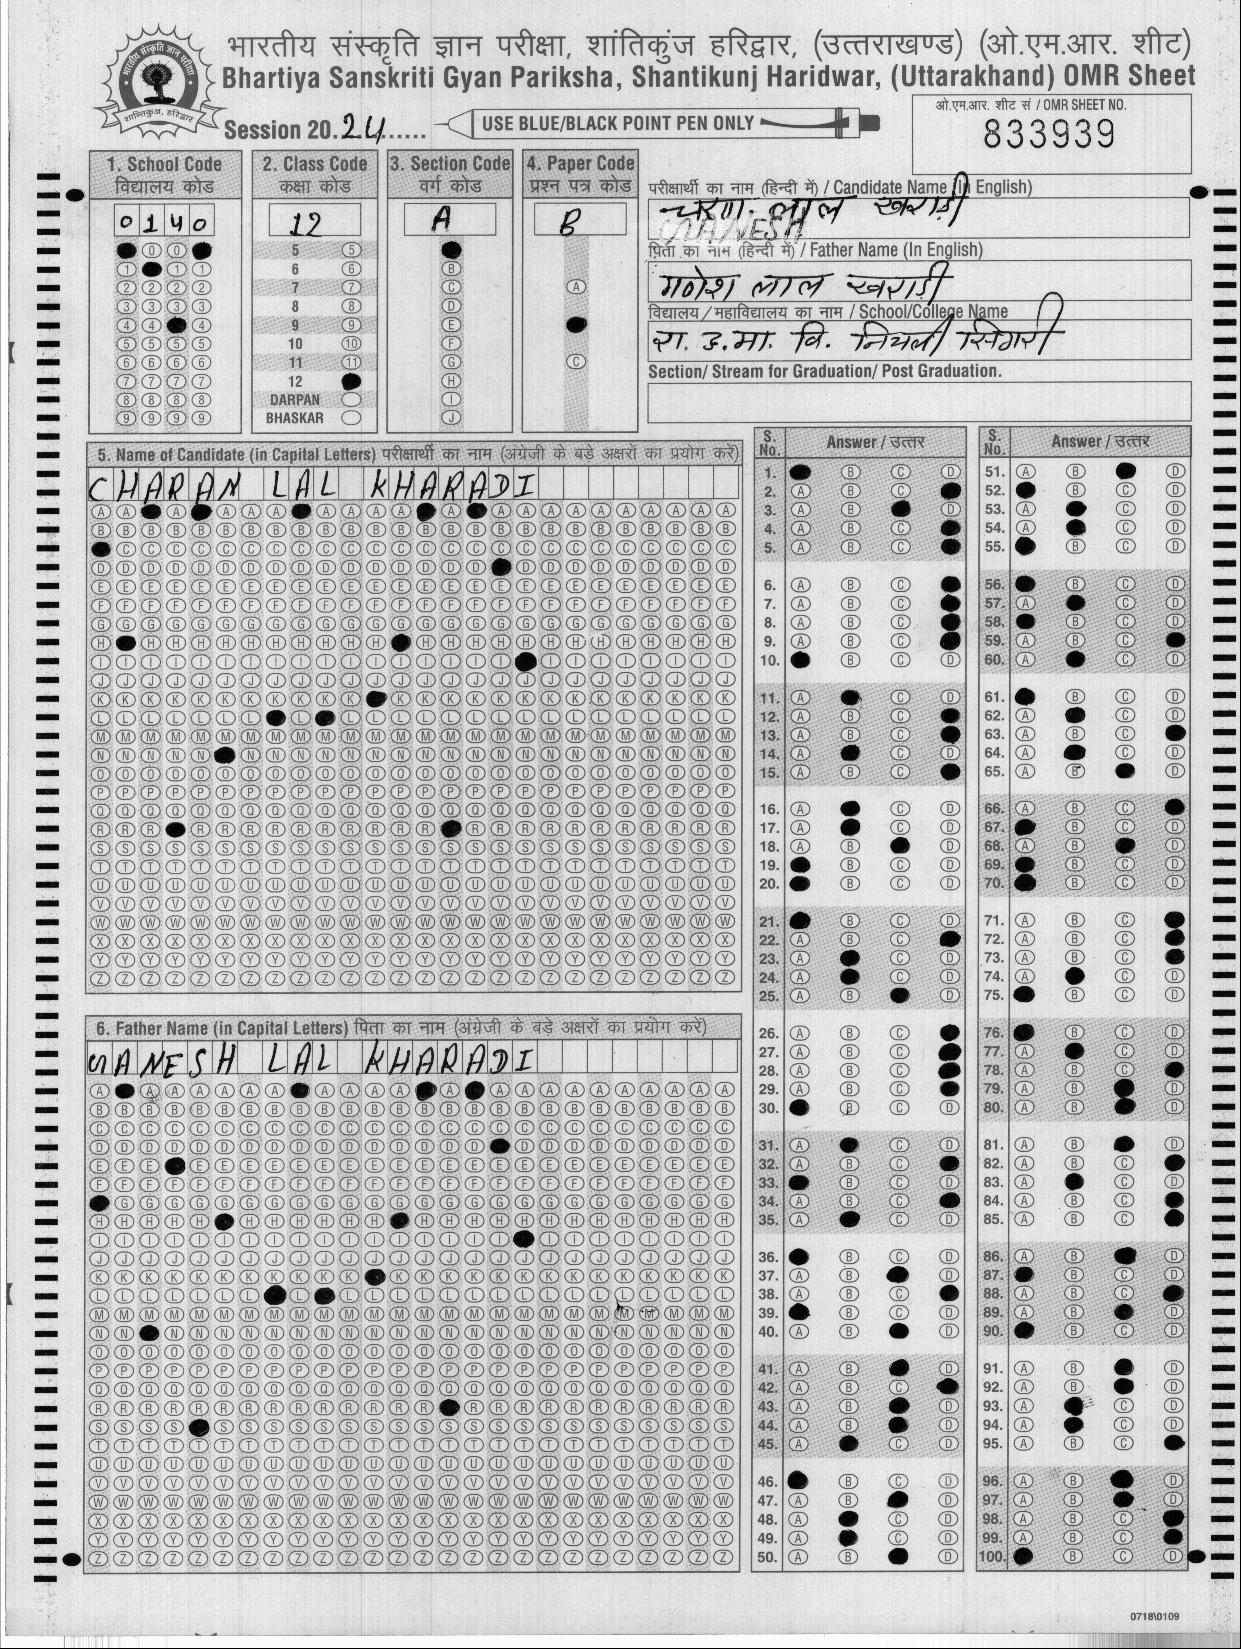 भारतीय संस्कृति ज्ञान परीक्षा, शांतिकुंज हरिद्वार, (उत्तराखण्ड) (ओ.एम.आर. शीट)
Bhartiya Sanskriti Gyan Pariksha, Shantikunj Haridwar, (Uttarakhand) OMR Sheet
Session 20.24......
USE BLUE/BLACK POINT PEN ONLY
ओ.एम.आर. शीट सं / OMR SHEET NO.
833939
1. School Code
विद्यालय कोड
0140
2. Class Code
कक्षा कोड
12
5
6
7
8
9
10
11
12
DARPAN
BHASKAR
3. Section Code
वर्ग कोड
A
4. Paper Code
प्रश्न पत्र कोड
B
परीक्षार्थी का नाम (हिन्दी में) / Candidate Name (In English)
लाल खराड़ी
पिता का नाम (हिन्दी में) / Father Name (In English)
गणेश लाल खराड़ी
विद्यालय / महाविद्यालय का नाम / School/College Name
रा. उ.मा. वि.
Section/ Stream for Graduation/ Post Graduation.
5. Name of Candidate (in Capital Letters) परीक्षार्थी का नाम (अंग्रेजी के बड़े अक्षरों का प्रयोग करें)
CHARAN LAL KHARADI
6. Father Name (in Capital Letters) पिता का नाम (अंग्रेजी के बड़े अक्षरों का प्रयोग करें)
GANESH LAL KHARADI
S. No. Answer / उत्तर
S. No. Answer / उत्तर
0718\0109